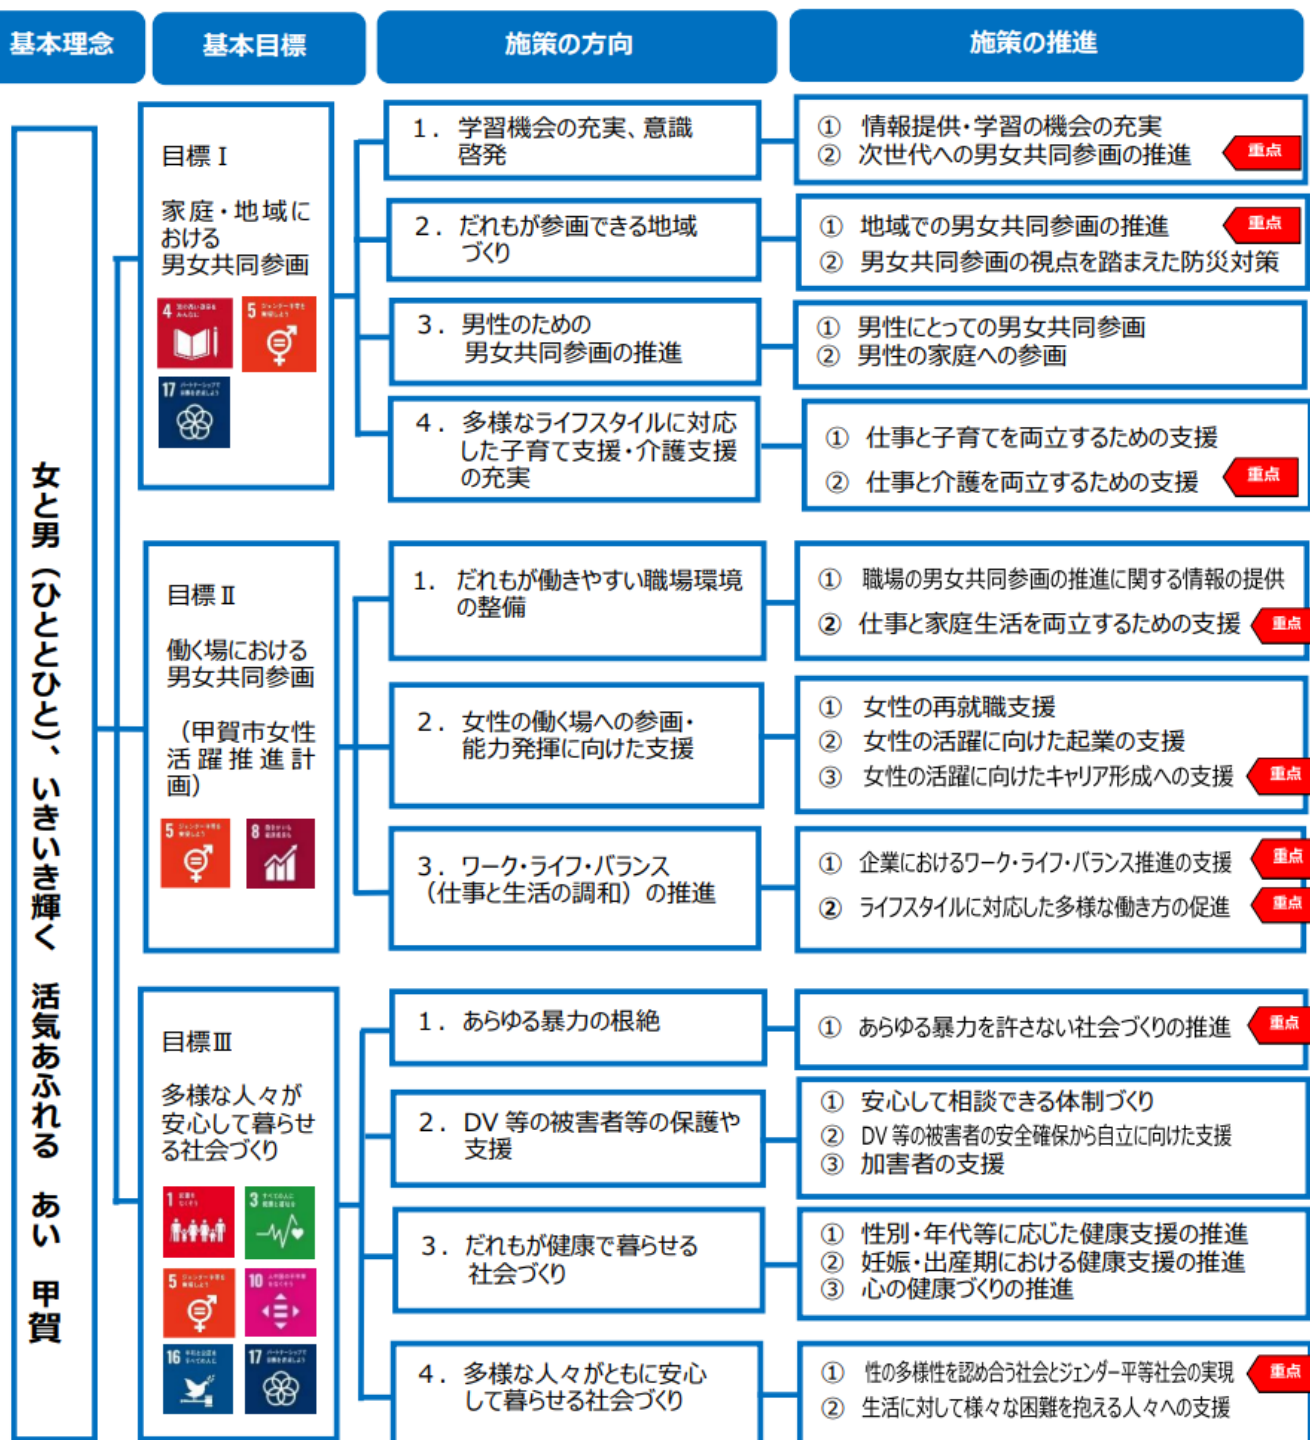 基本理念
基本目標
施策の方向
施策の推進
女と男（ひととひと）、いきいき輝く　活気あふれる　あい　甲賀
目標Ⅰ
家庭・地域に
おける
男女共同参画
4
みんなに
5
17
1．学習機会の充実、意識
啓発
① 情報提供・学習の機会の充実
② 次世代への男女共同参画の推進 重点
2．だれもが参画できる地域
づくり
① 地域での男女共同参画の推進 重点
② 男女共同参画の視点を踏まえた防災対策
3．男性のための
男女共同参画の推進
① 男性にとっての男女共同参画
② 男性の家庭への参画
4．多様なライフスタイルに対応
した子育て支援・介護支援
の充実
① 仕事と子育てを両立するための支援
② 仕事と介護を両立するための支援 重点
目標Ⅱ
働く場における
男女共同参画
（甲賀市女性
活躍推進計
画）
5
8
1．だれもが働きやすい職場環境
の整備
① 職場の男女共同参画の推進に関する情報の提供
② 仕事と家庭生活を両立するための支援 重点
2．女性の働く場への参画・
能力発揮に向けた支援
① 女性の再就職支援
② 女性の活躍に向けた起業の支援
③ 女性の活躍に向けたキャリア形成への支援 重点
3．ワーク・ライフ・バランス
（仕事と生活の調和）の推進
① 企業におけるワーク・ライフ・バランス推進の支援 重点
② ライフスタイルに対応した多様な働き方の促進 重点
目標Ⅲ
多様な人々が
安心して暮らせ
る社会づくり
1
3 すべての人に
5
10
16
すべての人に
17
1．あらゆる暴力の根絶
① あらゆる暴力を許さない社会づくりの推進 重点
2．DV 等の被害者等の保護や
支援
① 安心して相談できる体制づくり
② DV 等の被害者の安全確保から自立に向けた支援
③ 加害者の支援
3．だれもが健康で暮らせる
社会づくり
① 性別・年代等に応じた健康支援の推進
② 妊娠・出産期における健康支援の推進
③ 心の健康づくりの推進
4．多様な人々がともに安心
して暮らせる社会づくり
① 性の多様性を認め合う社会とジェンダー平等社会の実現 重点
② 生活に対して様々な困難を抱える人々への支援